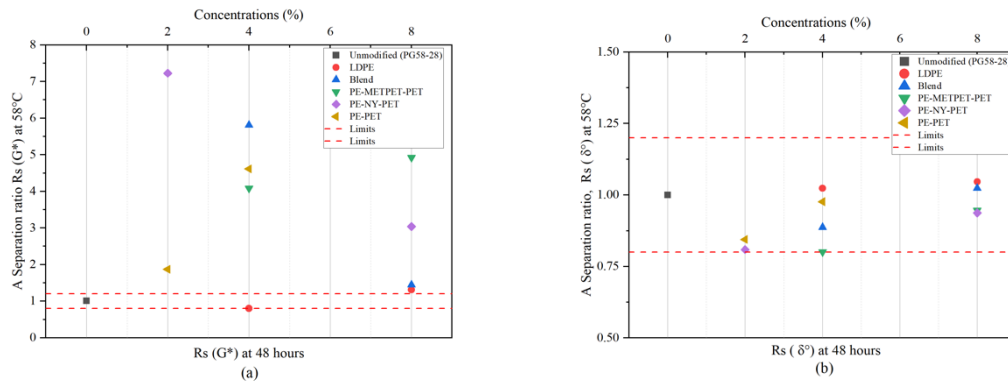 Concentrations (%)
0 2 4 6 8
8
7
6
5
4
3
2
1
0
A Separation ratio Rs (G*) at 58°C
Unmodified (PG58-28)
LDPE
Blend
PE-METPET-PET
PE-NY-PET
PE-PET
Limits
Limits
Rs (G*) at 48 hours
(a)
Concentrations (%)
0 2 4 6 8
1.50
1.25
1.00
0.75
0.50
A Separation ratio, Rs ( δ°) at 58°C
Unmodified (PG58-28)
LDPE
Blend
PE-METPET-PET
PE-NY-PET
PE-PET
Limits
Limits
Rs ( δ°) at 48 hours
(b)